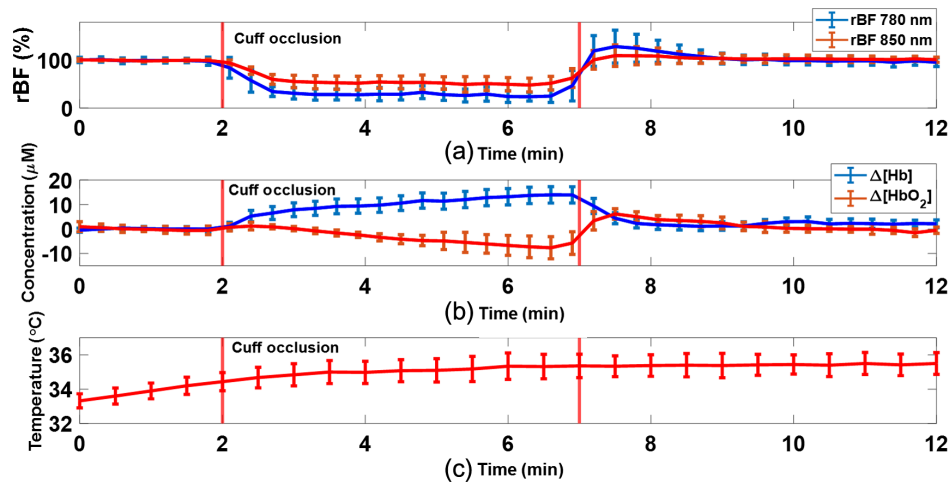 rBF (%)
100
0
Cuff occlusion
rBF 780 nm
rBF 850 nm
0 2 4 6 8 10 12
(a) Time (min)
Concentration (μM)
20
10
0
-10
Cuff occlusion
Δ[Hb]
Δ[HbO₂]
0 2 4 6 8 10 12
(b) Time (min)
Temperature (°C)
36
34
32
Cuff occlusion
0 2 4 6 8 10 12
(c) Time (min)